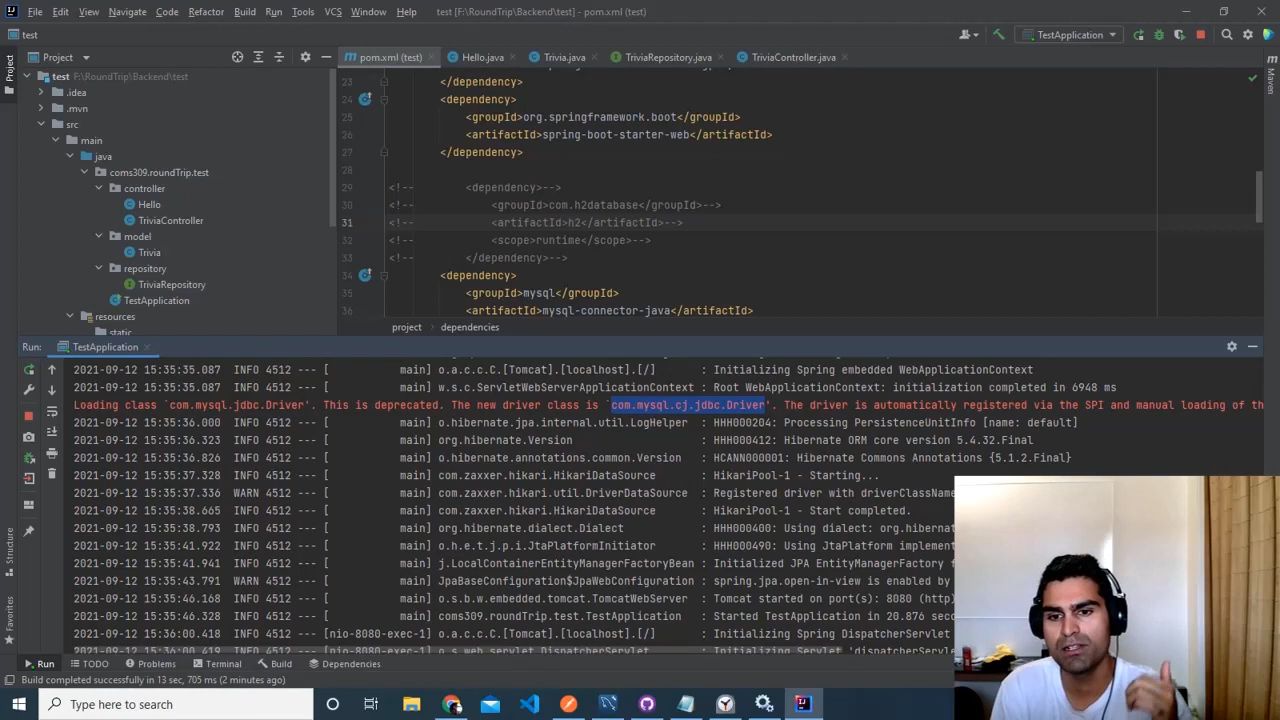 File Edit View Navigate Code Refactor Build Run Tools VCS Window Help test [F:\RoundTrip\Backend\test] - pom.xml (test)
test
TestApplication
Project
pom.xml (test) Hello.java Trivia.java TriviaRepository.java TriviaController.java
Project
Maven
test F:\RoundTrip\Backend\test
.idea
.mvn
src
main
java
coms309.roundTrip.test
controller
Hello
TriviaController
model
Trivia
repository
TriviaRepository
TestApplication
resources
static
23 </dependency>
24 <dependency>
25 <groupId>org.springframework.boot</groupId>
26 <artifactId>spring-boot-starter-web</artifactId>
27 </dependency>
28
29 <!-- <dependency>-->
30 <!-- <groupId>com.h2database</groupId>-->
31 <!-- <artifactId>h2</artifactId>-->
32 <!-- <scope>runtime</scope>-->
33 <!-- </dependency>-->
34 <dependency>
35 <groupId>mysql</groupId>
36 <artifactId>mysql-connector-java</artifactId>
project dependencies
Run: TestApplication
2021-09-12 15:35:35.087 INFO 4512 --- [ main] o.a.c.c.C.[Tomcat].[localhost].[/] : Initializing Spring embedded WebApplicationContext
2021-09-12 15:35:35.087 INFO 4512 --- [ main] w.s.c.ServletWebServerApplicationContext : Root WebApplicationContext: initialization completed in 6948 ms
Loading class `com.mysql.jdbc.Driver'. This is deprecated. The new driver class is `com.mysql.cj.jdbc.Driver'. The driver is automatically registered via the SPI and manual loading of th
2021-09-12 15:35:36.000 INFO 4512 --- [ main] o.hibernate.jpa.internal.util.LogHelper : HHH000204: Processing PersistenceUnitInfo [name: default]
2021-09-12 15:35:36.440 INFO 4512 --- [ main] org.hibernate.Version : HHH000412: Hibernate ORM core version 5.4.32.Final
2021-09-12 15:35:36.918 INFO 4512 --- [ main] o.hibernate.annotations.common.Version : HCANN000001: Hibernate Commons Annotations {5.1.2.Final}
2021-09-12 15:35:37.328 INFO 4512 --- [ main] com.zaxxer.hikari.HikariDataSource : HikariPool-1 - Starting...
2021-09-12 15:35:37.336 WARN 4512 --- [ main] com.zaxxer.hikari.util.DriverDataSource : Registered driver with driverClassName
2021-09-12 15:35:38.665 INFO 4512 --- [ main] com.zaxxer.hikari.HikariDataSource : HikariPool-1 - Start completed.
2021-09-12 15:35:38.793 INFO 4512 --- [ main] org.hibernate.dialect.Dialect : HHH000400: Using dialect: org.hibernat
2021-09-12 15:35:41.922 INFO 4512 --- [ main] o.h.e.t.j.p.i.JtaPlatformInitiator : HHH000490: Using JtaPlatform implement
2021-09-12 15:35:41.941 INFO 4512 --- [ main] j.LocalContainerEntityManagerFactoryBean : Initialized JPA EntityManagerFactory f
2021-09-12 15:35:43.791 WARN 4512 --- [ main] JpaBaseConfiguration$JpaWebConfiguration : spring.jpa.open-in-view is enabled by
2021-09-12 15:35:46.168 INFO 4512 --- [ main] o.s.b.w.embedded.tomcat.TomcatWebServer : Tomcat started on port(s): 8080 (http)
2021-09-12 15:35:46.328 INFO 4512 --- [ main] coms309.roundTrip.test.TestApplication : Started TestApplication in 20.876 seco
2021-09-12 15:36:00.418 INFO 4512 --- [nio-8080-exec-1] o.a.c.c.C.[Tomcat].[localhost].[/] : Initializing Spring DispatcherServlet
Structure
Favorites
Run TODO Problems Terminal Build Dependencies
Build completed successfully in 13 sec, 705 ms (2 minutes ago)
Type here to search